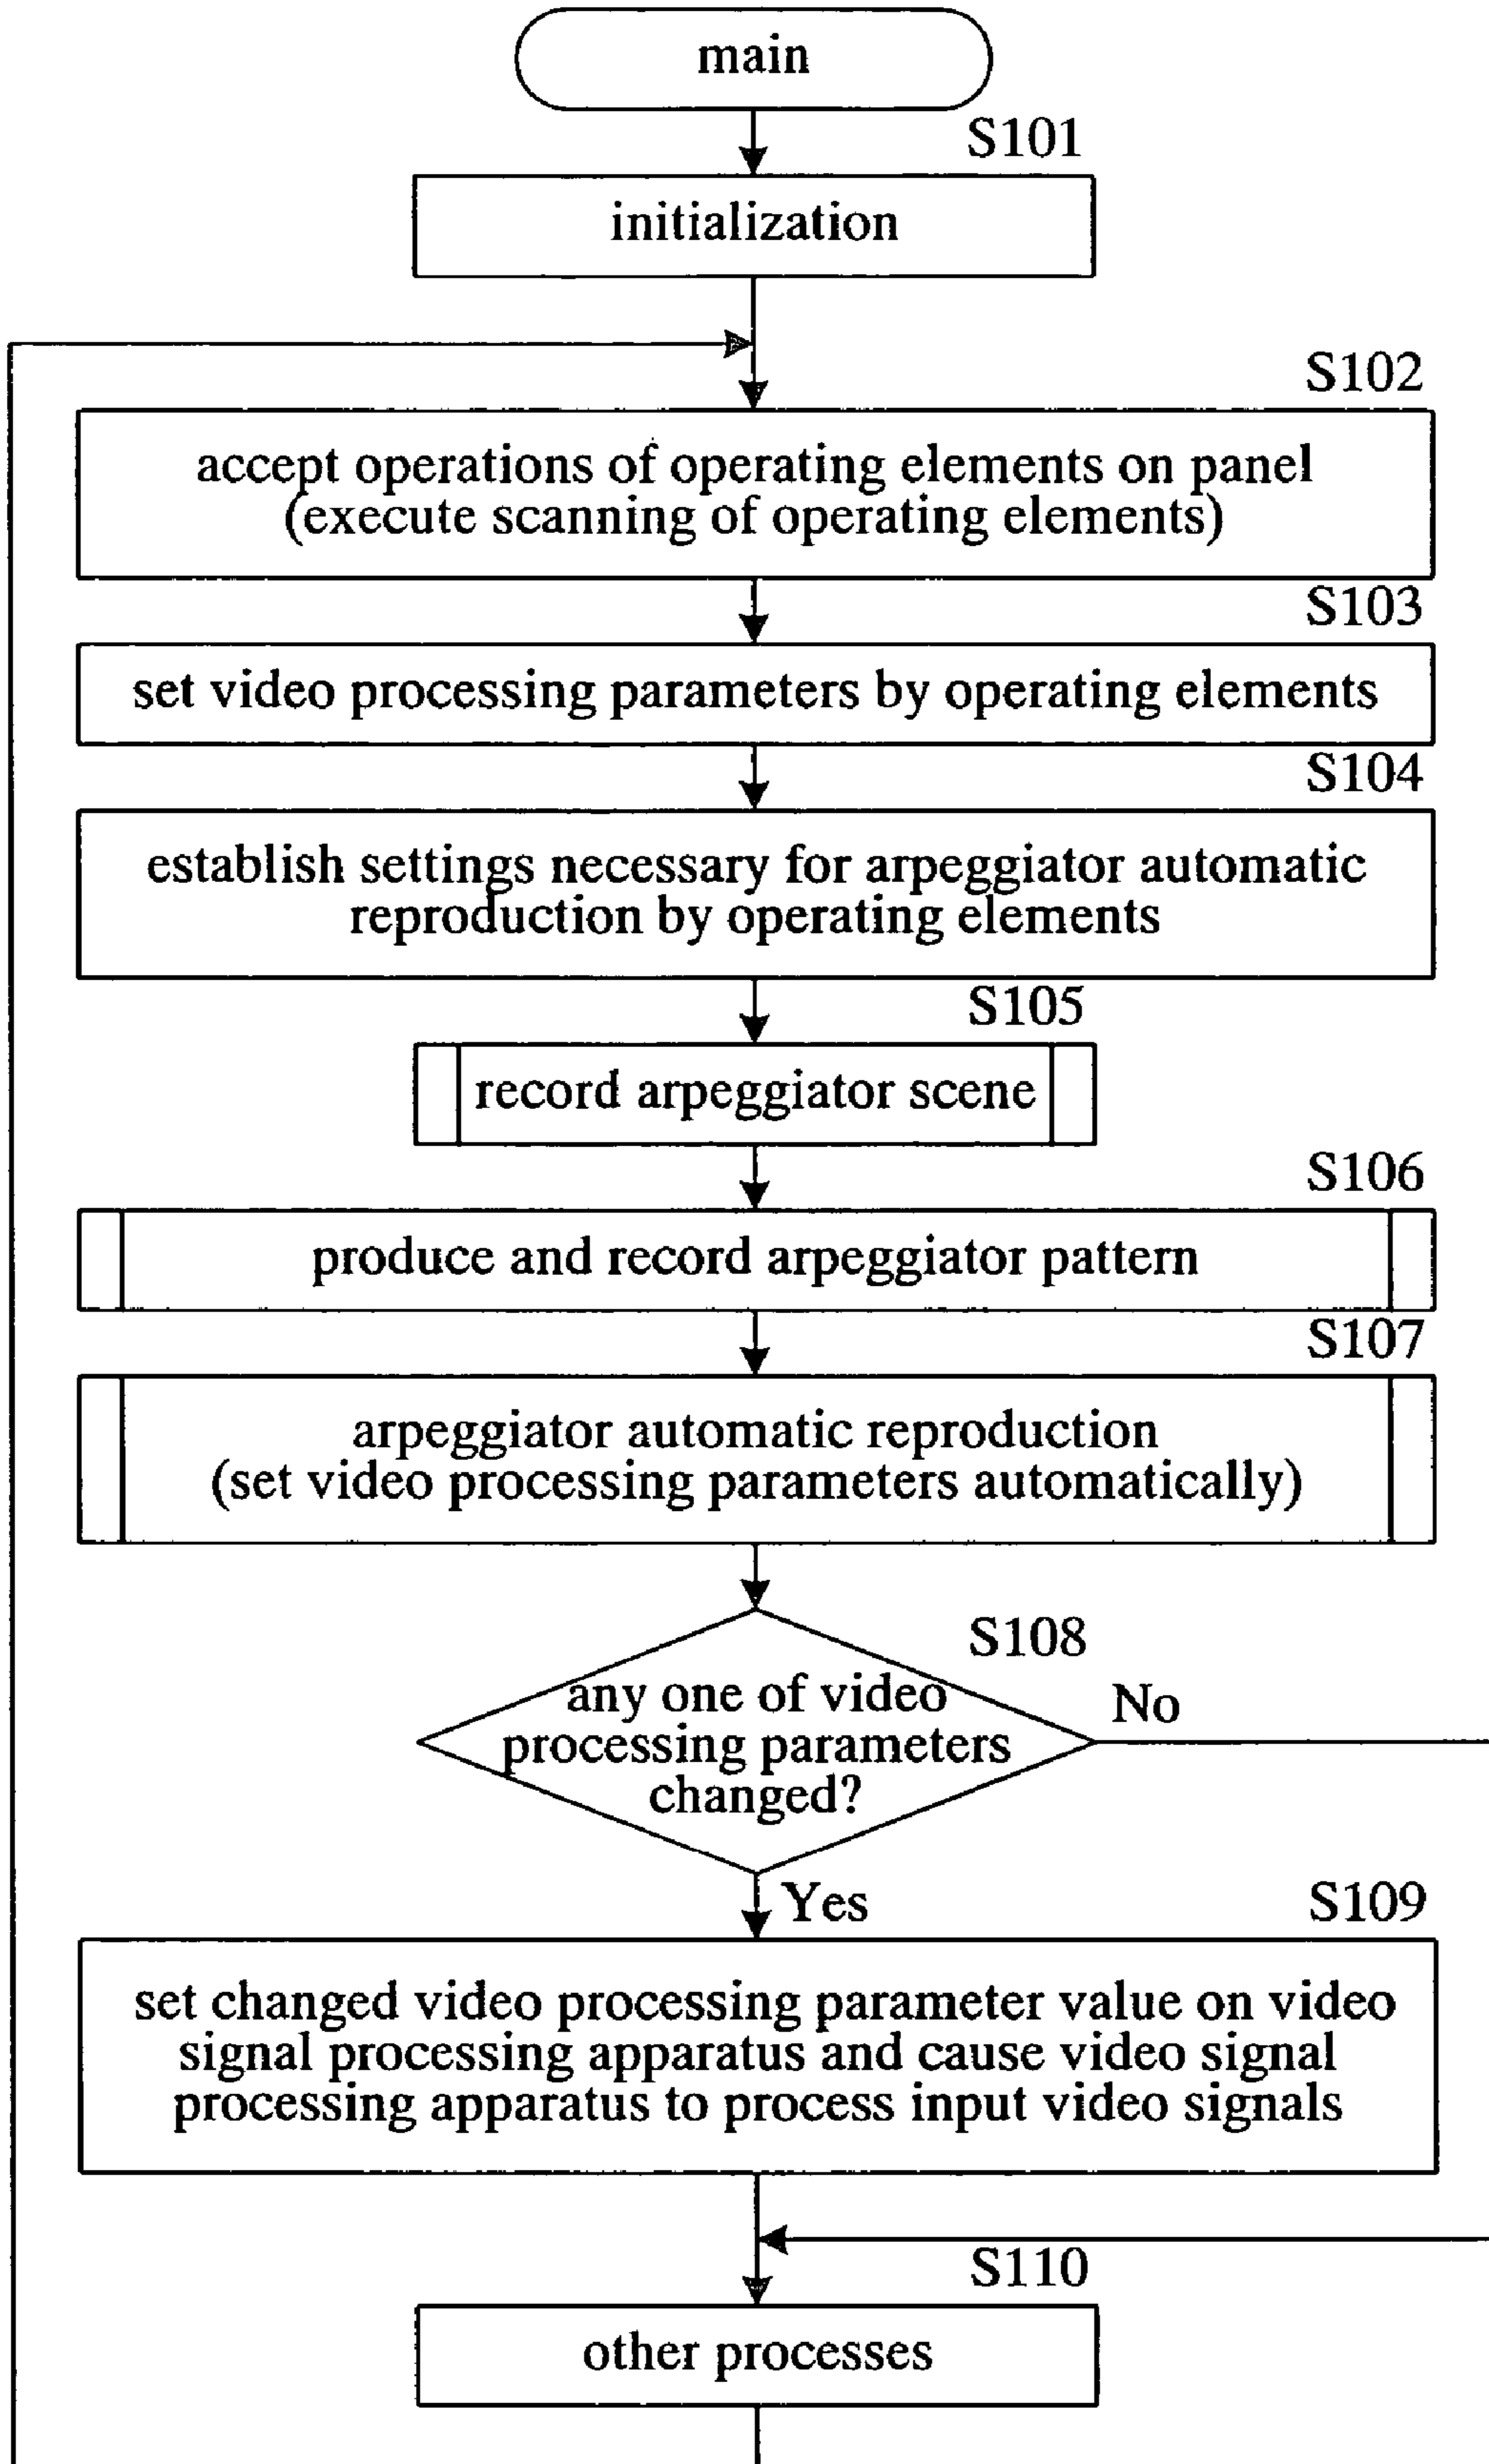 main
S101
initialization
S102
accept operations of operating elements on panel
(execute scanning of operating elements)
S103
set video processing parameters by operating elements
S104
establish settings necessary for arpeggiator automatic
reproduction by operating elements
S105
record arpeggiator scene
S106
produce and record arpeggiator pattern
S107
arpeggiator automatic reproduction
(set video processing parameters automatically)
S108
any one of video
processing parameters
changed?
No
Yes
S109
set changed video processing parameter value on video
signal processing apparatus and cause video signal
processing apparatus to process input video signals
S110
other processes